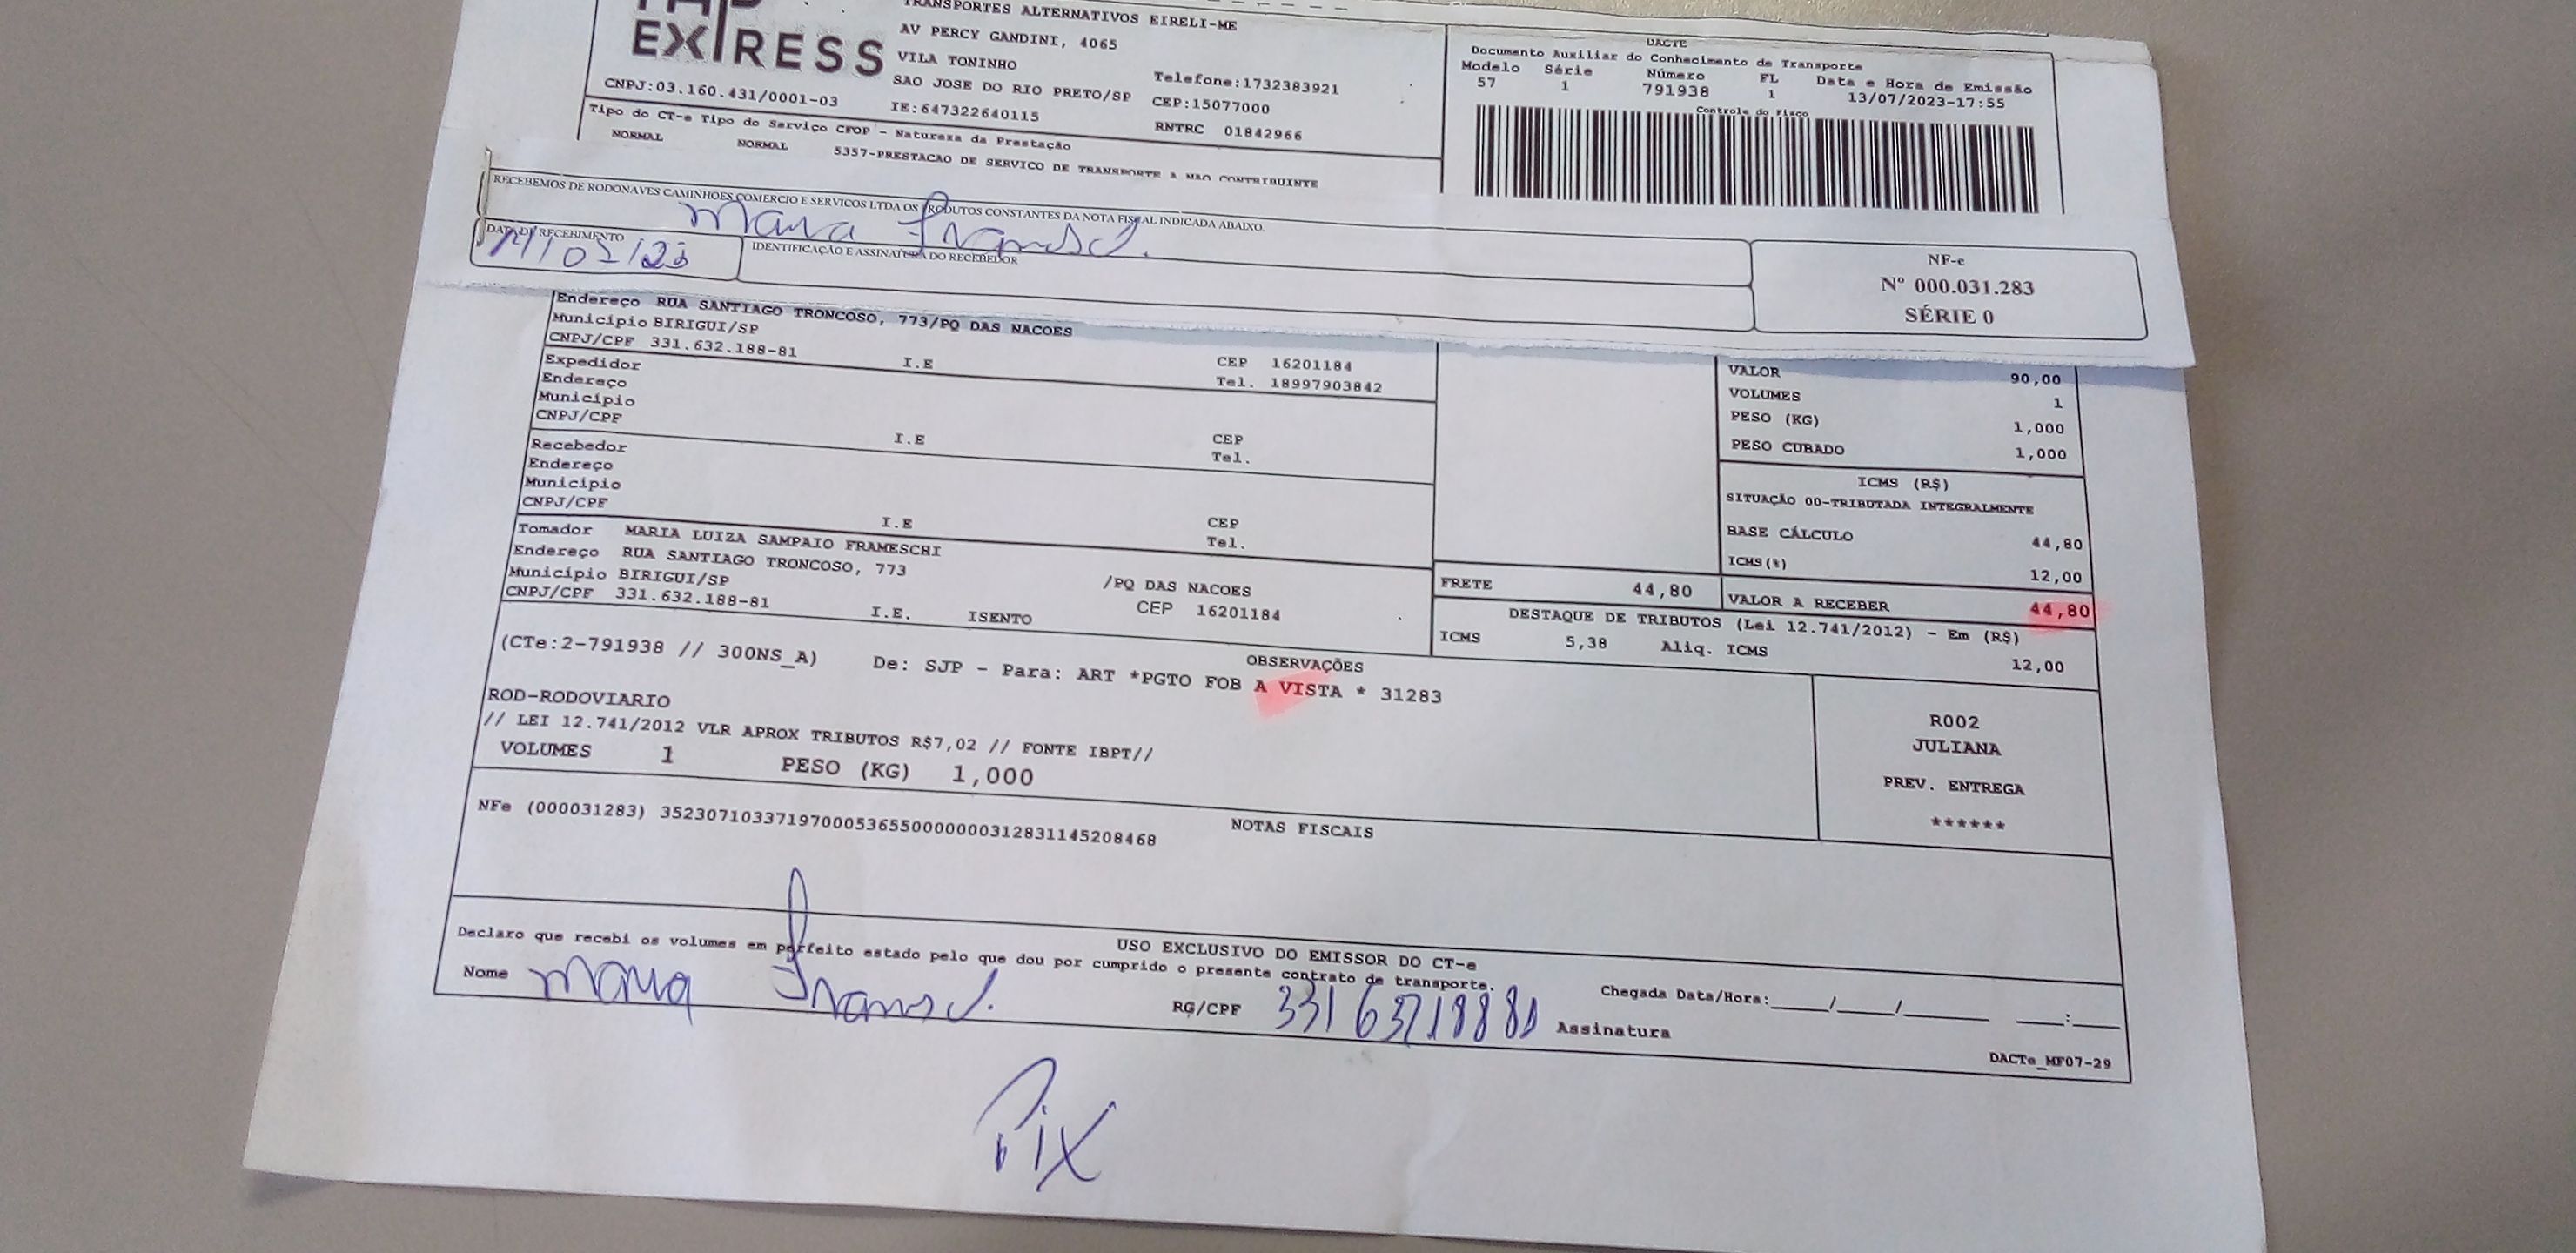 EXPRESS
TRANSPORTES ALTERNATIVOS EIRELI-ME
AV PERCY GANDINI, 4065
VILA TONINHO
SAO JOSE DO RIO PRETO/SP
Telefone:1732383921
CEP:15077000
CNPJ:03.160.431/0001-03
IE:647322640115
RNTRC 01842966
Tipo do CT-e Tipo do Serviço CFOP - Natureza da Prestação
NORMAL NORMAL 5357-PRESTACAO DE SERVICO DE TRANSPORTE A NAO CONTRIBUINTE
DACTE
Documento Auxiliar do Conhecimento de Transporte
Modelo Série Número FL Data e Hora de Emissão
57 1 791938 1 13/07/2023-17:55
Controle do Fisco
RECEBEMOS DE RODONAVES CAMINHOES COMERCIO E SERVICOS LTDA OS PRODUTOS CONSTANTES DA NOTA FISCAL INDICADA ABAIXO.
DATA DE RECEBIMENTO
IDENTIFICAÇÃO E ASSINATURA DO RECEBEDOR
NF-e
Nº 000.031.283
SÉRIE 0
Endereço RUA SANTIAGO TRONCOSO, 773/PQ DAS NACOES
Município BIRIGUI/SP
CNPJ/CPF 331.632.188-81 I.E
CEP 16201184
Tel. 18997903842
Expedidor
Endereço
Município
CNPJ/CPF I.E
CEP
Tel.
Recebedor
Endereço
Município
CNPJ/CPF I.E
CEP
Tel.
Tomador MARIA LUIZA SAMPAIO FRAMESCHI
Endereço RUA SANTIAGO TRONCOSO, 773 /PQ DAS NACOES
Município BIRIGUI/SP CEP 16201184
CNPJ/CPF 331.632.188-81 I.E. ISENTO
VALOR 90,00
VOLUMES 1
PESO (KG) 1,000
PESO CUBADO 1,000
ICMS (R$)
SITUAÇÃO 00-TRIBUTADA INTEGRALMENTE
BASE CÁLCULO 44,80
ICMS(%) 12,00
FRETE 44,80
VALOR A RECEBER 44,80
DESTAQUE DE TRIBUTOS (Lei 12.741/2012) - Em (R$)
ICMS 5,38 Aliq. ICMS 12,00
OBSERVAÇÕES
(CTe:2-791938 // 300NS_A) De: SJP - Para: ART *PGTO FOB A VISTA * 31283
ROD-RODOVIARIO
// LEI 12.741/2012 VLR APROX TRIBUTOS R$7,02 // FONTE IBPT//
VOLUMES 1 PESO (KG) 1,000
R002
JULIANA
PREV. ENTREGA
******
NOTAS FISCAIS
NFe (000031283) 35230710337197000536550000000312831145208468
USO EXCLUSIVO DO EMISSOR DO CT-e
Declaro que recebi os volumes em perfeito estado pelo que dou por cumprido o presente contrato de transporte.
Nome Maria
RG/CPF 33163218881
Assinatura
Chegada Data/Hora:____/____/______ ____:____
DACTe_MF07-29
Pix